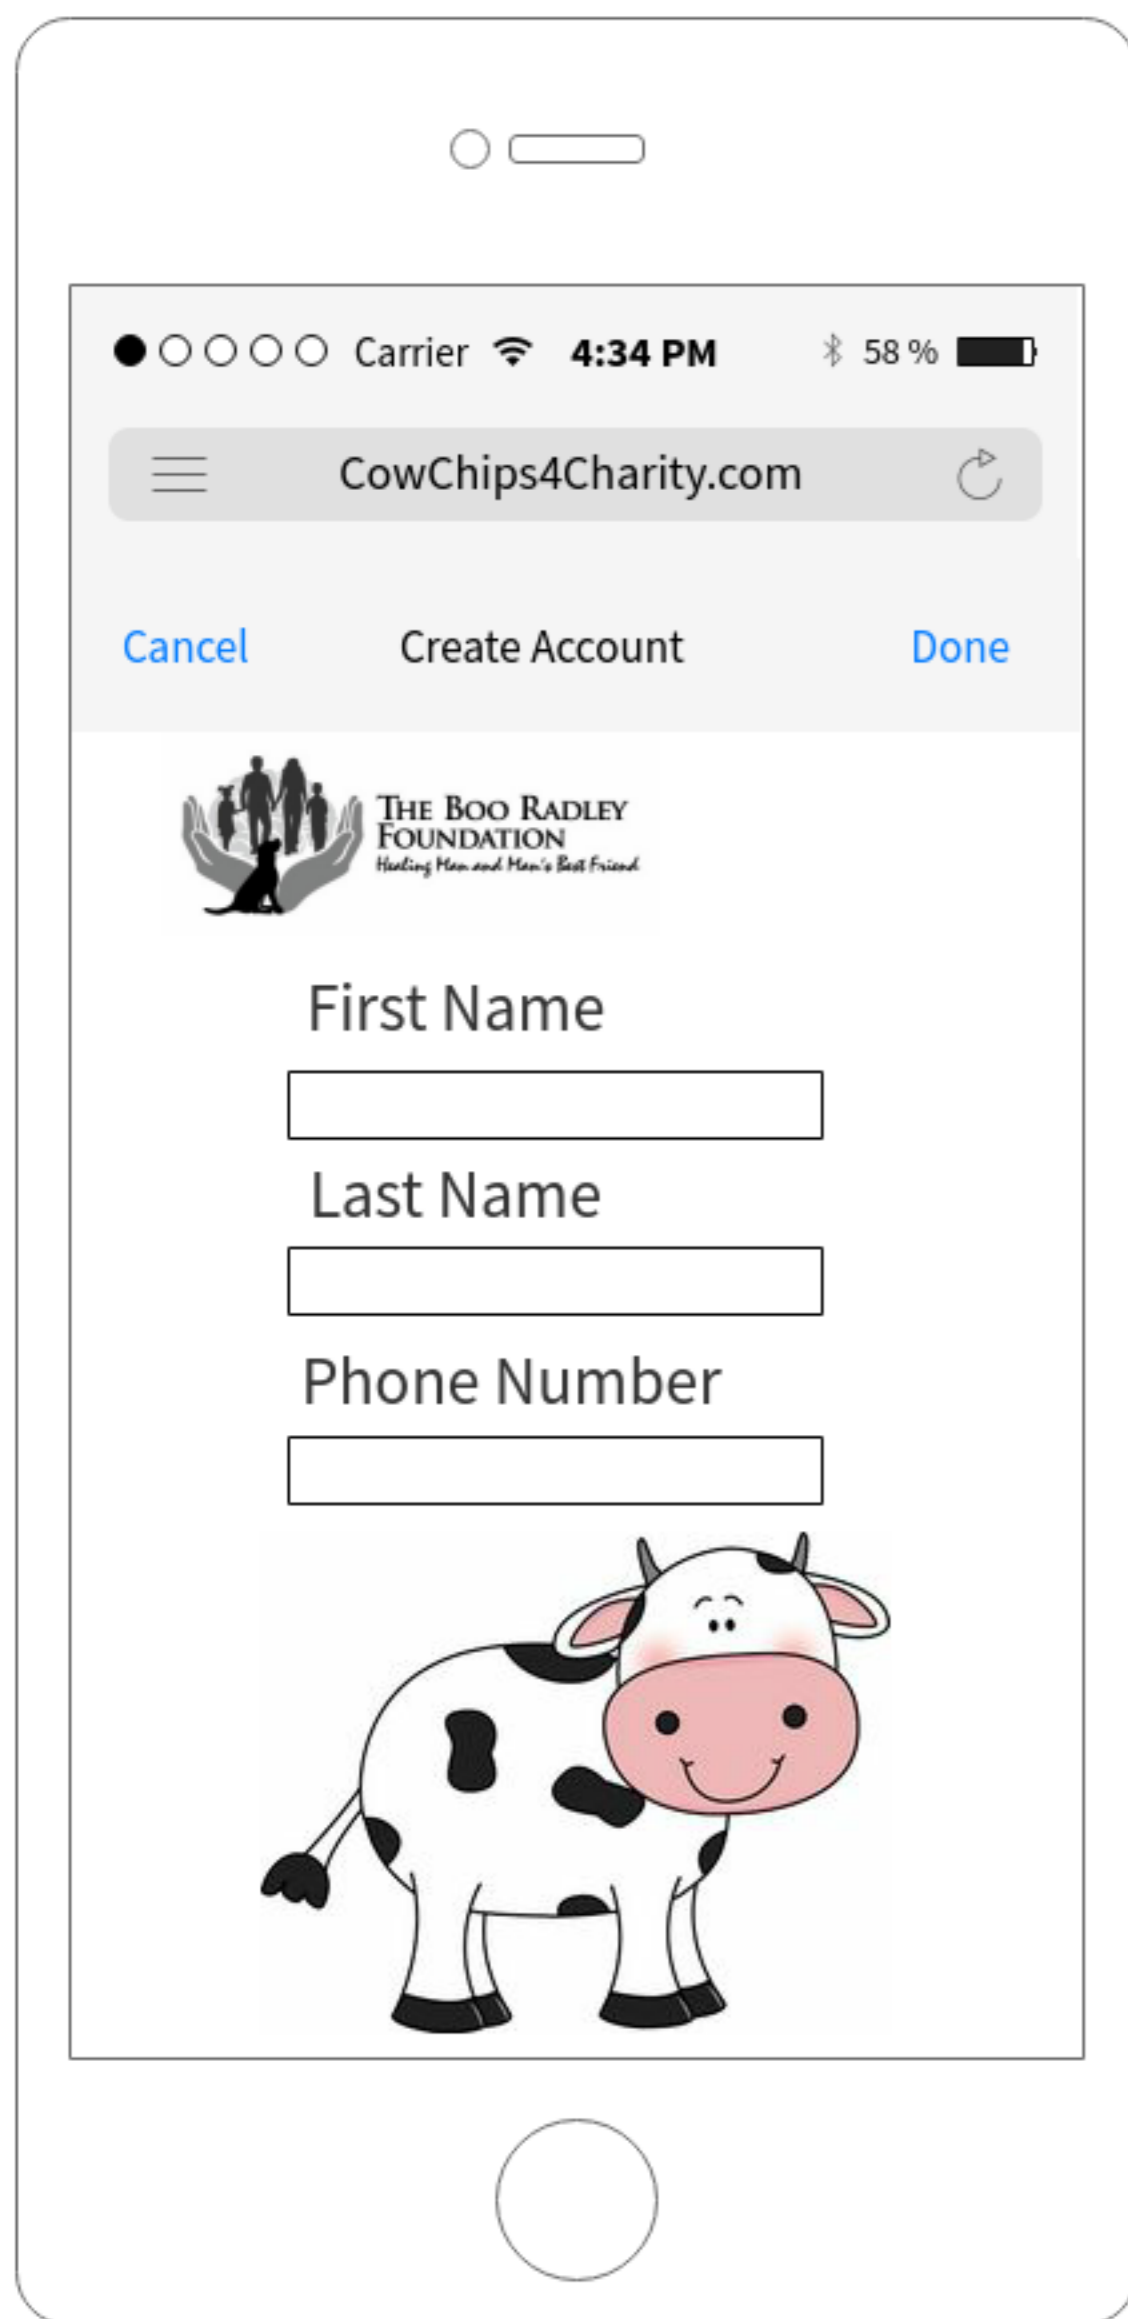 Carrier 4:34 PM 58 %
CowChips4Charity.com
Cancel Create Account Done
THE BOO RADLEY
FOUNDATION
Healing Man and Man's Best Friend
First Name
Last Name
Phone Number